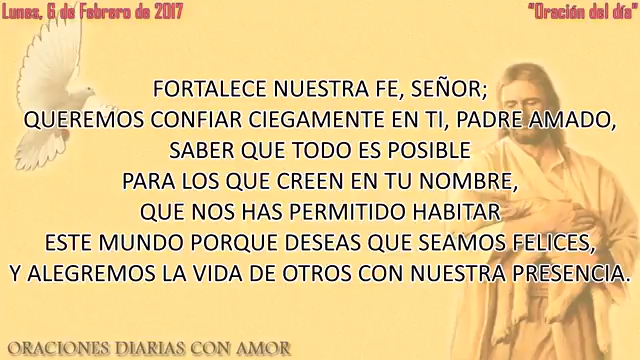 Lunes, 6 de Febrero de 2017
"Oración del día"
FORTALECE NUESTRA FE, SEÑOR;
QUEREMOS CONFIAR CIEGAMENTE EN TI, PADRE AMADO,
SABER QUE TODO ES POSIBLE
PARA LOS QUE CREEN EN TU NOMBRE,
QUE NOS HAS PERMITIDO HABITAR
ESTE MUNDO PORQUE DESEAS QUE SEAMOS FELICES,
Y ALEGREMOS LA VIDA DE OTROS CON NUESTRA PRESENCIA.
ORACIONES DIARIAS CON AMOR